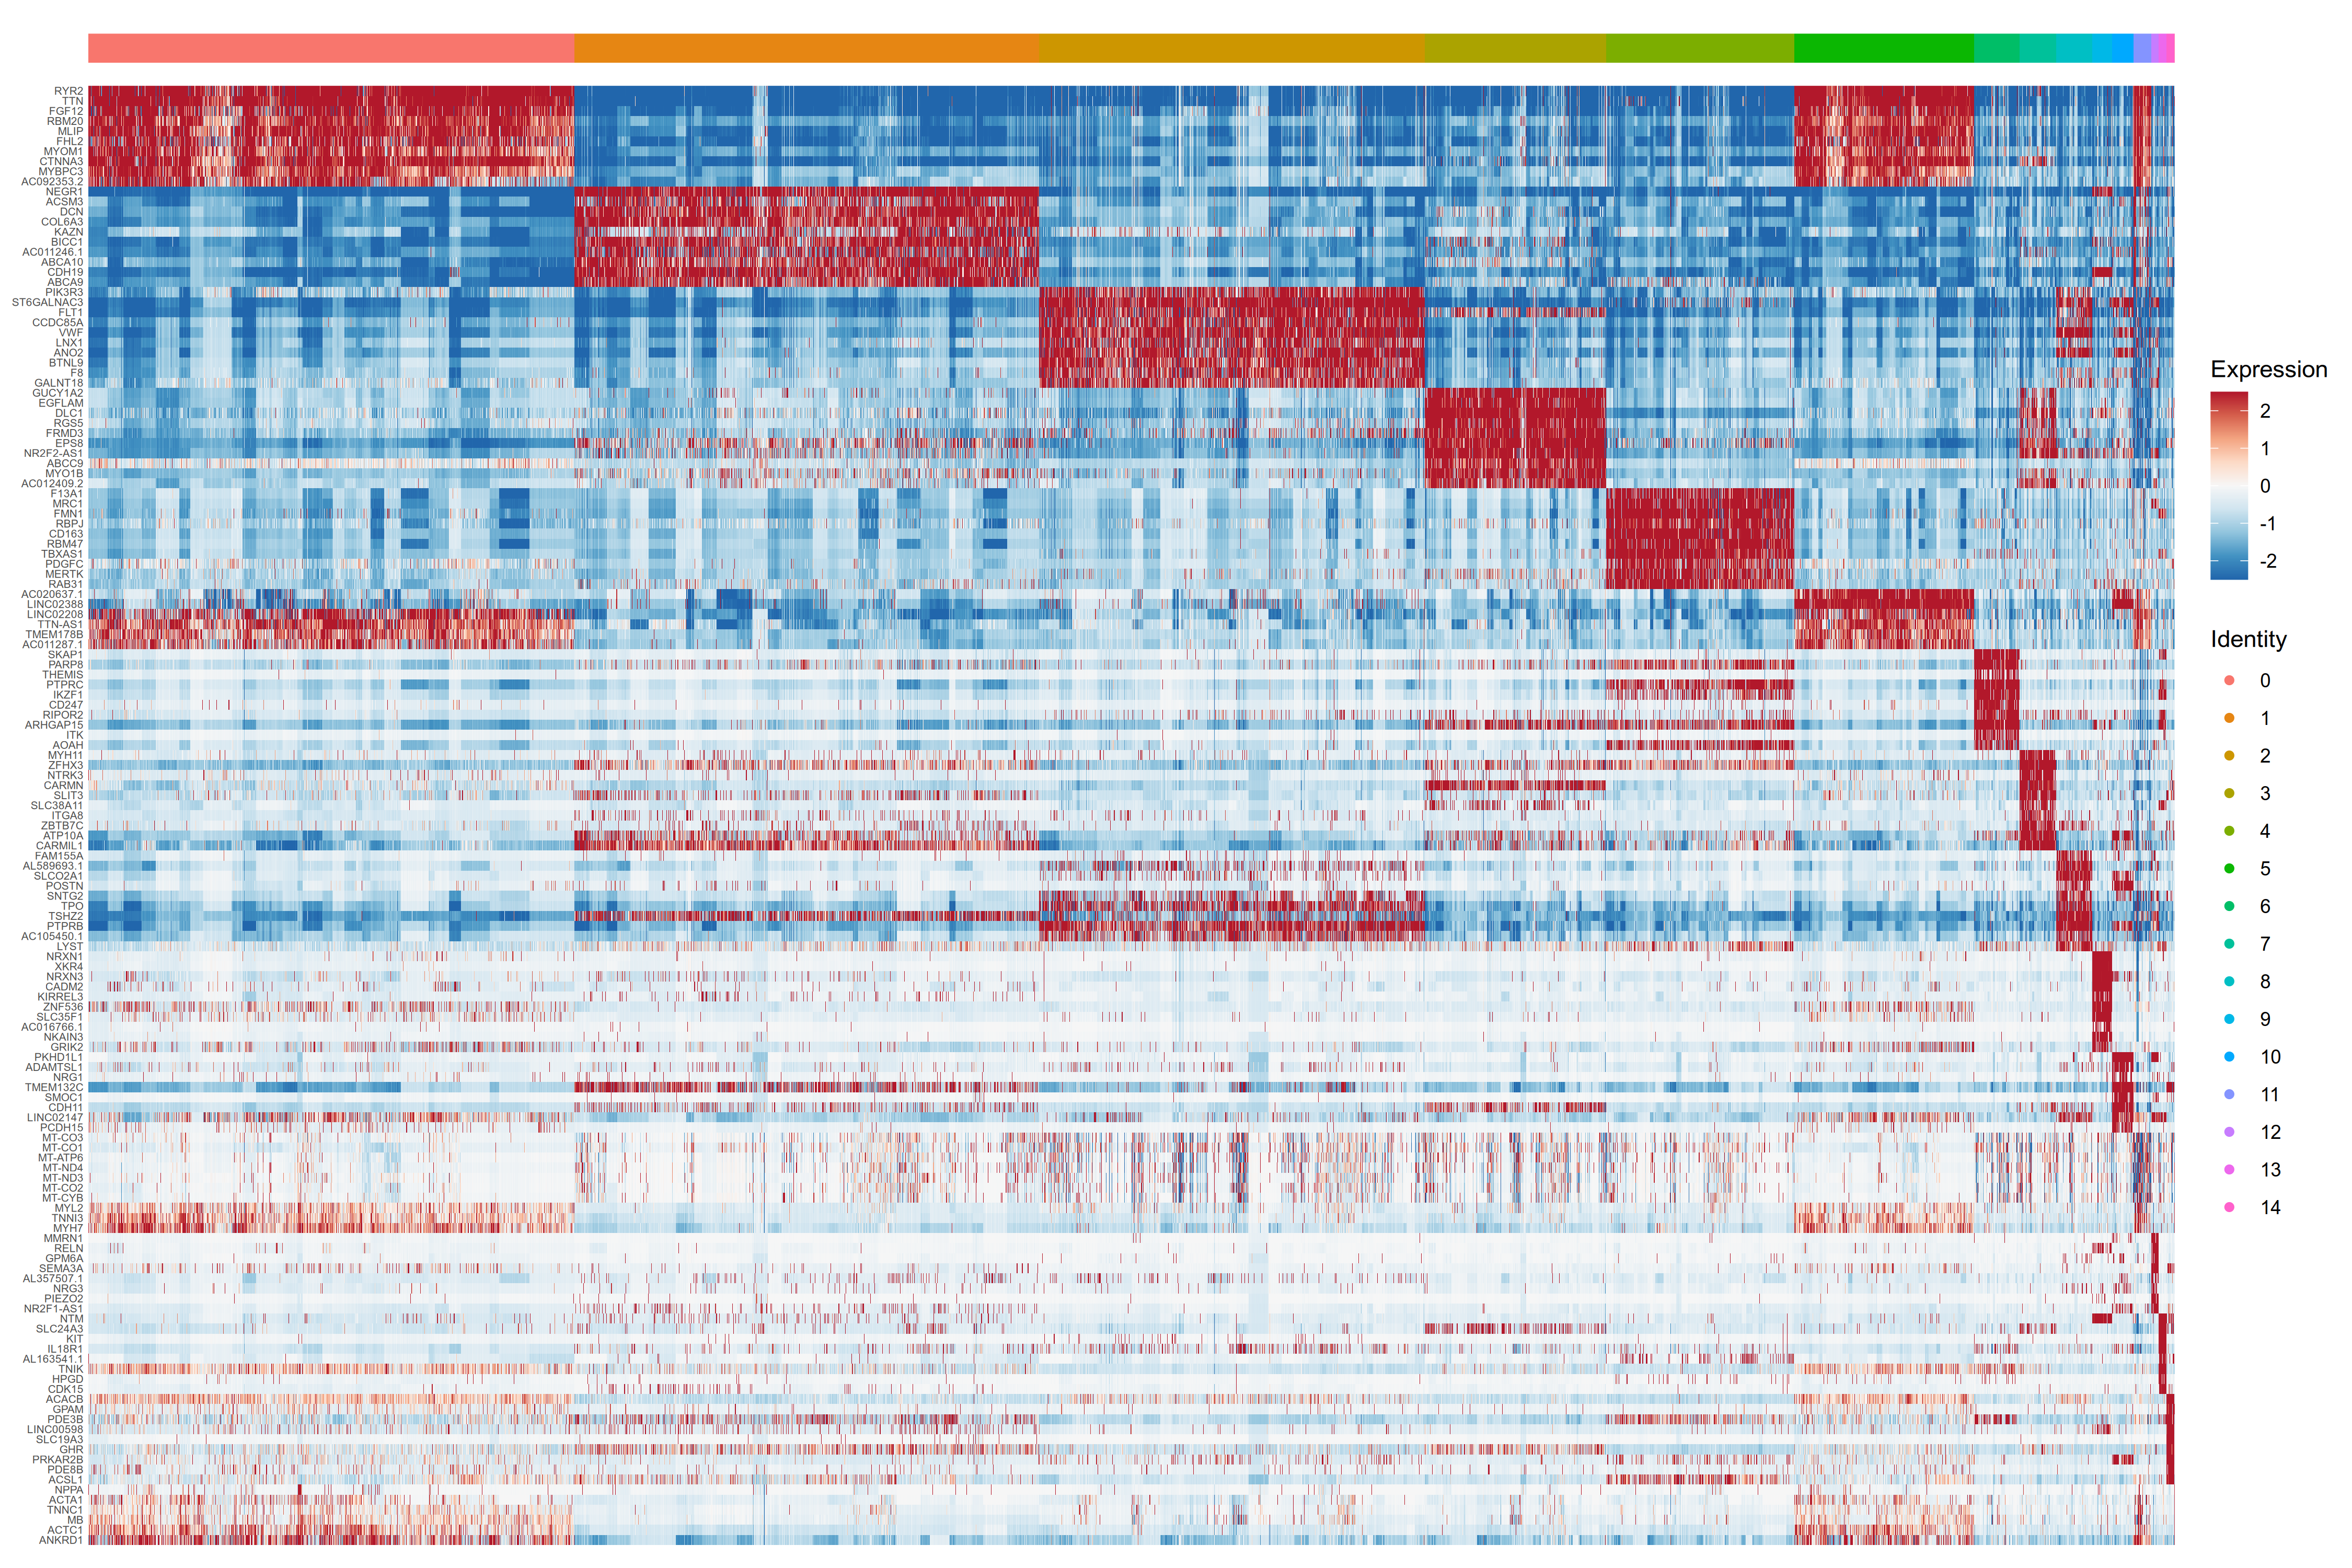 RYR2
TTN
FGF12
RBM20
MLIP
FHL2
MYOM1
CTNNA3
MYBPC3
AC092353.2
NEGR1
ACSM3
DCN
COL6A3
KAZN
BICC1
AC011246.1
ABCA10
CDH19
ABCA9
PIK3R3
ST6GALNAC3
FLT1
CCDC85A
VWF
LNX1
ANO2
BTNL9
F8
GALNT18
GUCY1A2
EGFLAM
DLC1
RGS5
FRMD3
EPS8
NR2F2-AS1
ABCC9
MYO1B
AC012409.2
F13A1
MRC1
FMN1
RBPJ
CD163
RBM47
TBXAS1
PDGFC
MERTK
RAB31
AC020637.1
LINC02388
LINC02208
TTN-AS1
TMEM178B
AC011287.1
SKAP1
PARP8
THEMIS
PTPRC
IKZF1
CD247
RIPOR2
ARHGAP15
ITK
AOAH
MYH11
ZFHX3
NTRK3
CARMN
SLIT3
SLC38A11
ITGA8
ZBTB7C
ATP10A
CARMIL1
FAM155A
AL589693.1
SLCO2A1
POSTN
SNTG2
TPO
TSHZ2
PTPRB
AC105450.1
LYST
NRXN1
XKR4
NRXN3
CADM2
KIRREL3
ZNF536
SLC35F1
AC016766.1
NKAIN3
GRIK2
PKHD1L1
ADAMTSL1
NRG1
TMEM132C
SMOC1
CDH11
LINC02147
PCDH15
MT-CO3
MT-CO1
MT-ATP6
MT-ND4
MT-ND3
MT-CO2
MT-CYB
MYL2
TNNI3
MYH7
MMRN1
RELN
GPM6A
SEMA3A
AL357507.1
NRG3
PIEZO2
NR2F1-AS1
NTM
SLC24A3
KIT
IL18R1
AL163541.1
TNIK
HPGD
CDK15
ACACB
GPAM
PDE3B
LINC00598
SLC19A3
GHR
PRKAR2B
PDE8B
ACSL1
NPPA
ACTA1
TNNC1
MB
ACTC1
ANKRD1
Expression
2
1
0
-1
-2
Identity
0
1
2
3
4
5
6
7
8
9
10
11
12
13
14